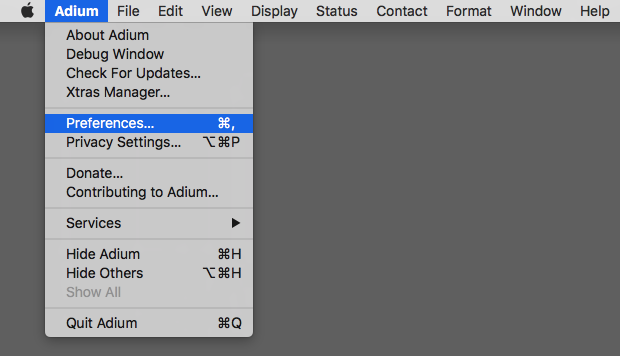 Adium File Edit View Display Status Contact Format Window Help
About Adium
Debug Window
Check For Updates...
Xtras Manager...
Preferences... ⌘,
Privacy Settings... ⌥⌘P
Donate...
Contributing to Adium...
Services ▶
Hide Adium ⌘H
Hide Others ⌥⌘H
Show All
Quit Adium ⌘Q